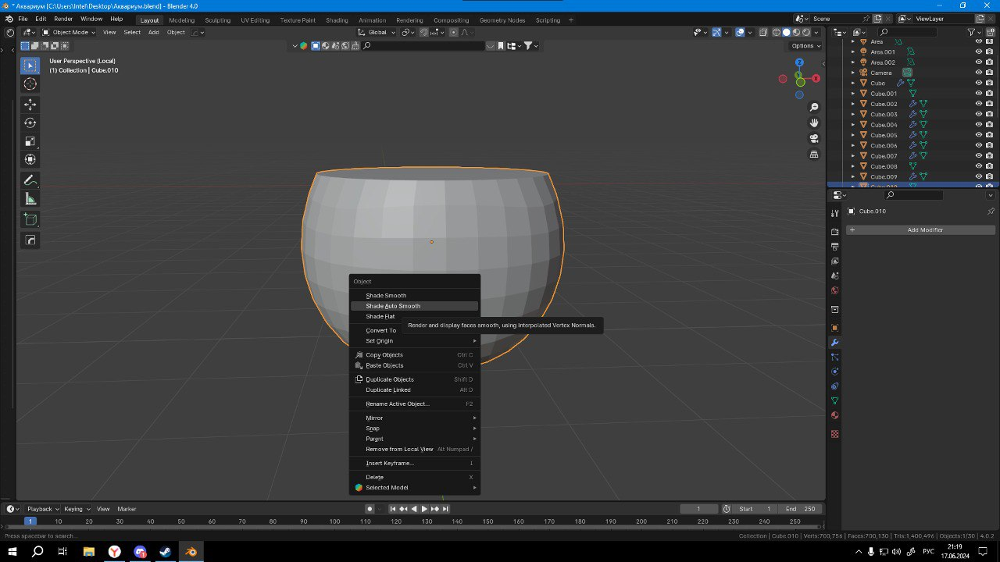 * Аквариум [C:\Users\Intel\Desktop\Аквариум.blend] - Blender 4.0
File Edit Render Window Help Layout Modeling Sculpting UV Editing Texture Paint Shading Animation Rendering Compositing Geometry Nodes Scripting + Scene ViewLayer
Object Mode View Select Add Object Global
Options
User Perspective (Local)
(1) Collection | Cube.010
Z
Y
X
Area
Area.001
Area.002
Camera
Cube
Cube.001
Cube.002
Cube.003
Cube.004
Cube.005
Cube.006
Cube.007
Cube.008
Cube.009
Cube.010
Cube.010
+ Add Modifier
Object
Shade Smooth
Shade Auto Smooth
Shade Flat
Render and display faces smooth, using Interpolated Vertex Normals.
Convert To
Set Origin
Copy Objects Ctrl C
Paste Objects Ctrl V
Duplicate Objects Shift D
Duplicate Linked Alt D
Rename Active Object... F2
Mirror
Snap
Parent
Remove from Local View Alt Numpad /
Insert Keyframe... I
Delete X
Selected Model
Playback Keying View Marker 1 Start 1 End 250
1 10 20 30 40 50 60 70 80 90 100 110 120 130 140 150 160 170 180 190 200 210 220 230 240 250
Press spacebar to search... Collection | Cube.010 | Verts:700,756 | Faces:700,130 | Tris:1,400,496 | Objects:1/30 | 4.0.2
РУС
21:19
17.06.2024